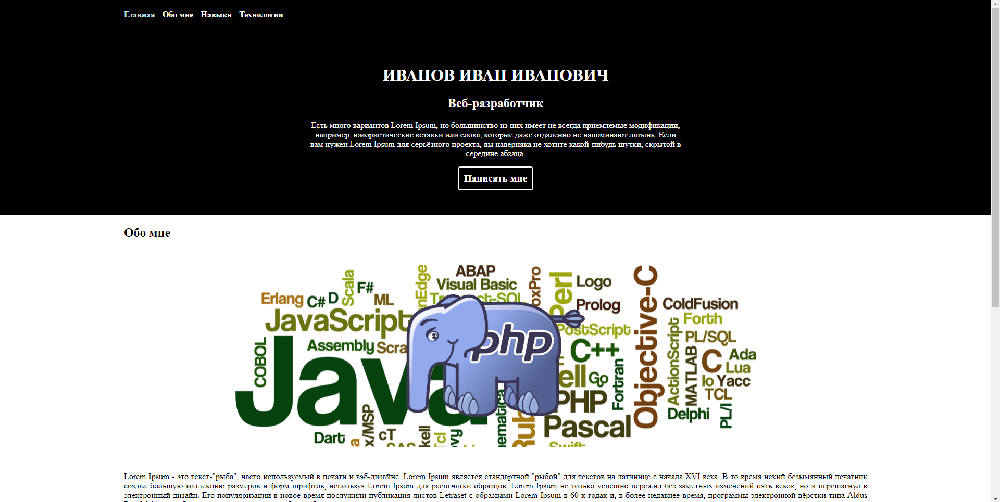 Главная Обо мне Навыки Технологии
ИВАНОВ ИВАН ИВАНОВИЧ
Веб-разработчик
Есть много вариантов Lorem Ipsum, но большинство из них имеет не всегда приемлемые модификации,
например, юмористические вставки или слова, которые даже отдалённо не напоминают латынь. Если
вам нужен Lorem Ipsum для серьёзного проекта, вы наверняка не хотите какой-нибудь шутки, скрытой в
середине абзаца.
Написать мне
Обо мне
ABAP
Visual Basic
Scala
F#
Erlang
C#
D
ML
Perl
Logo
Prolog
Objective-C
ColdFusion
Forth
JavaScript
PostScript
ActionScript
PL/SQL
COBOL
Assembly
php
C++
MATLAB
C
Ada
Lua
Java
Go
Fortran
Io
Yacc
TCL
PHP
Delphi
PL/I
Pascal
Dart
cT
Tcl
Swift
Lorem Ipsum - это текст-"рыба", часто используемый в печати и вэб-дизайне. Lorem Ipsum является стандартной "рыбой" для текстов на латинице с начала XVI века. В то время некий безымянный печатник
создал большую коллекцию размеров и форм шрифтов, используя Lorem Ipsum для распечатки образцов. Lorem Ipsum не только успешно пережил без заметных изменений пять веков, но и перешагнул в
электронный дизайн. Его популяризации в новое время послужили публикация листов Letraset с образцами Lorem Ipsum в 60-х годах и, в более недавнее время, программы электронной вёрстки типа Aldus